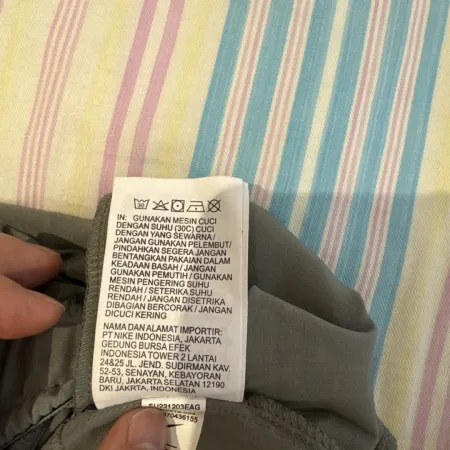 IN: GUNAKAN MESIN CUCI
DENGAN SUHU (30C) CUCI
DENGAN YANG SEWARNA/
JANGAN GUNAKAN PELEMBUT/
PINDAHKAN SEGERA JANGAN
BENTANGKAN PAKAIAN DALAM
KEADAAN BASAH / JANGAN
GUNAKAN PEMUTIH / GUNAKAN
MESIN PENGERING SUHU
RENDAH / SETERIKA SUHU
RENDAH / JANGAN DISETRIKA
DIBAGIAN BERCORAK / JANGAN
DICUCI KERING
NAMA DAN ALAMAT IMPORTIR:
PT NIKE INDONESIA, JAKARTA
GEDUNG BURSA EFEK
INDONESIA TOWER 2 LANTAI
24&25 JL. JEND. SUDIRMAN KAV.
52-53, SENAYAN, KEBAYORAN
BARU, JAKARTA SELATAN 12190
DKI JAKARTA, INDONESIA
SU221203EAG